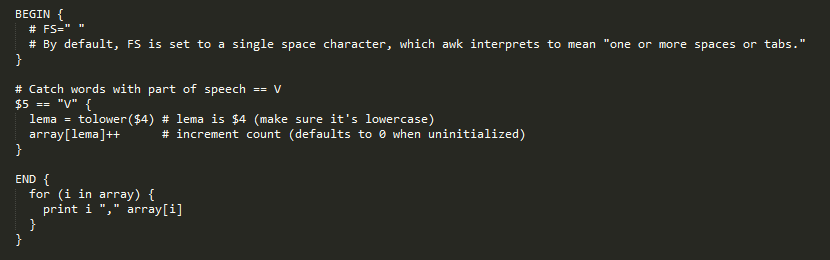 BEGIN {
  # FS=" "
  # By default, FS is set to a single space character, which awk interprets to mean "one or more spaces or tabs."
}

# Catch words with part of speech == V
$5 == "V" {
  lema = tolower($4) # lema is $4 (make sure it's lowercase)
  array[lema]++      # increment count (defaults to 0 when uninitialized)
}

END {
  for (i in array) {
    print i "," array[i]
  }
}